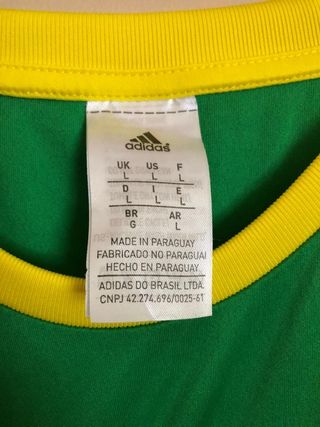 adidas
UK US F
L L L
D I E
L L L
BR AR
G L
MADE IN PARAGUAY
FABRICADO NO PARAGUAI
HECHO EN PARAGUAY
ADIDAS DO BRASIL LTDA.
CNPJ 42.274.696/0025-61